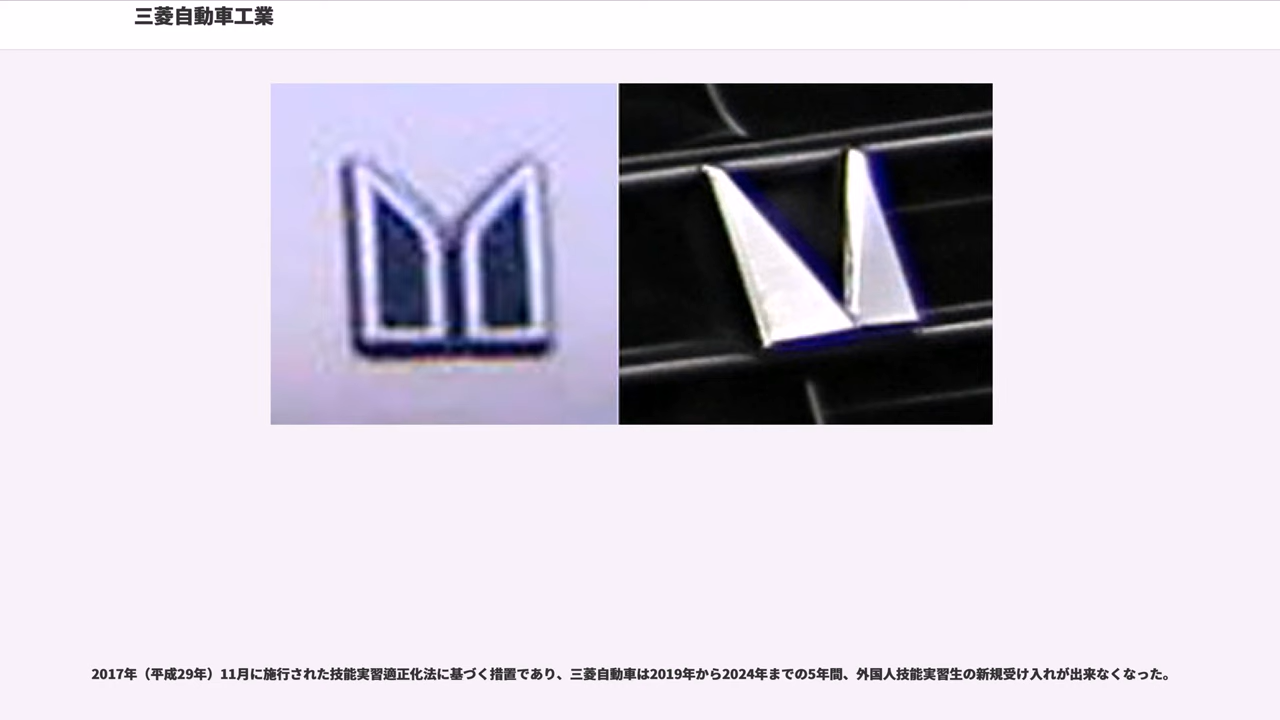 三菱自動車工業
2017年（平成29年）11月に施行された技能実習適正化法に基づく措置であり、三菱自動車は2019年から2024年までの5年間、外国人技能実習生の新規受け入れが出来なくなった。